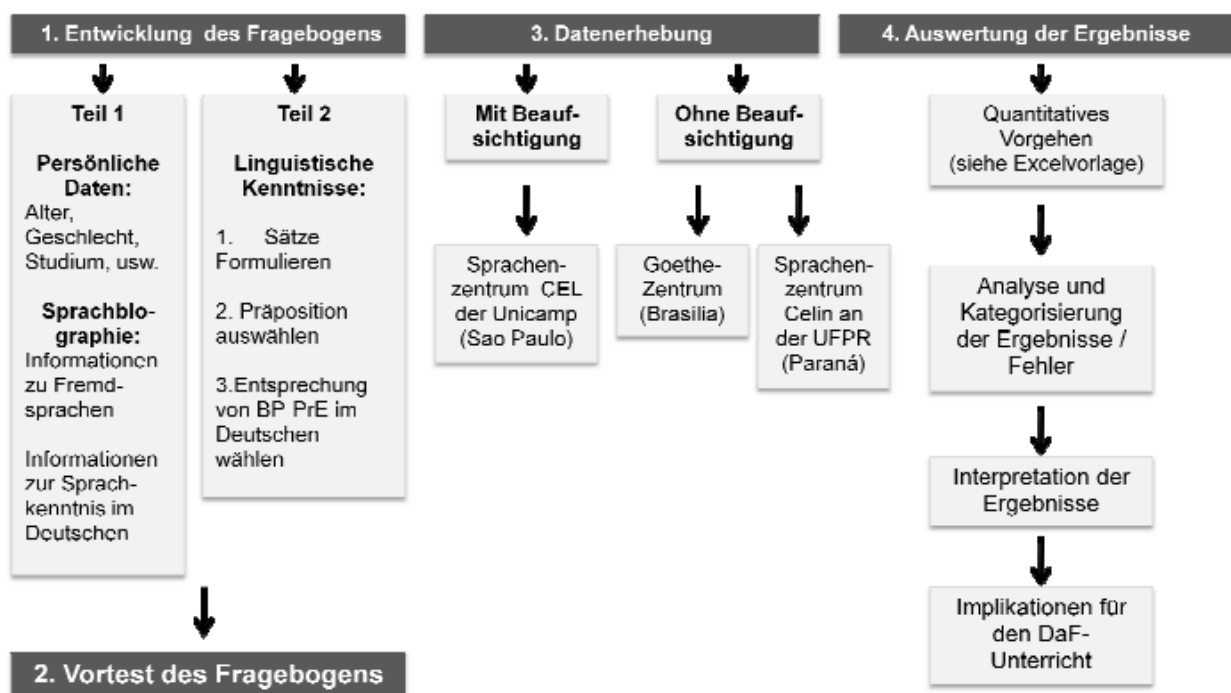 1. Entwicklung des Fragebogens
Teil 1
Persönliche
Daten:
Alter,
Geschlecht,
Studium, usw.
Sprachbio-
graphie:
Informationen
zu Fremd-
sprachen
Informationen
zur Sprach-
kenntnis im
Deutschen
Teil 2
Linguistische
Kenntnisse:
1. Sätze
Formulieren
2. Präposition
auswählen
3.Entsprechung
von BP PrE im
Deutschen
wählen
2. Vortest des Fragebogens
3. Datenerhebung
Mit Beauf-
sichtigung
Sprachen-
zentrum CEL
der Unicamp
(Sao Paulo)
Ohne Beauf-
sichtigung
Goethe-
Zentrum
(Brasilia)
Sprachen-
zentrum
Celin an
der UFPR
(Paraná)
4. Auswertung der Ergebnisse
Quantitatives
Vorgehen
(siehe Excelvorlage)
Analyse und
Kategorisierung
der Ergebnisse /
Fehler
Interpretation der
Ergebnisse
Implikationen für
den DaF-
Unterricht